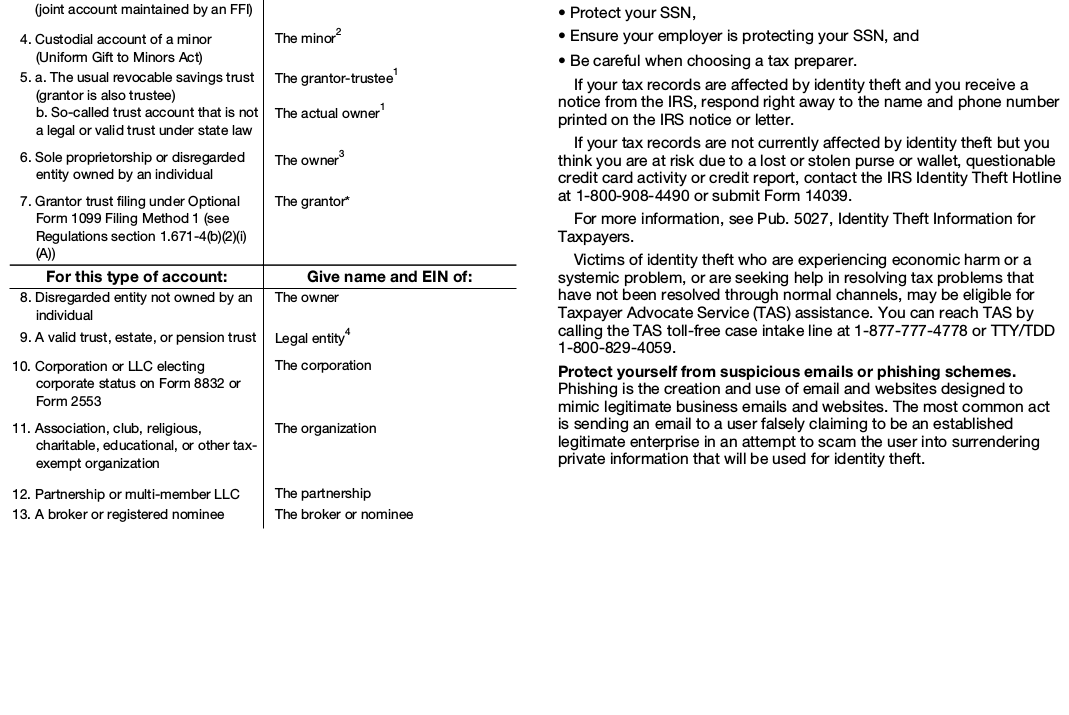 (joint account maintained by an FFI)
4. Custodial account of a minor
(Uniform Gift to Minors Act)
The minor2
5. a. The usual revocable savings trust
(grantor is also trustee)
The grantor-trustee1
b. So-called trust account that is not
a legal or valid trust under state law
The actual owner1
6. Sole proprietorship or disregarded
entity owned by an individual
The owner3
7. Grantor trust filing under Optional
Form 1099 Filing Method 1 (see
Regulations section 1.671-4(b)(2)(i)
(A))
The grantor*
For this type of account:
Give name and EIN of:
8. Disregarded entity not owned by an
individual
The owner
9. A valid trust, estate, or pension trust
Legal entity4
10. Corporation or LLC electing
corporate status on Form 8832 or
Form 2553
The corporation
11. Association, club, religious,
charitable, educational, or other tax-
exempt organization
The organization
12. Partnership or multi-member LLC
The partnership
13. A broker or registered nominee
The broker or nominee
• Protect your SSN,
• Ensure your employer is protecting your SSN, and
• Be careful when choosing a tax preparer.
If your tax records are affected by identity theft and you receive a
notice from the IRS, respond right away to the name and phone number
printed on the IRS notice or letter.
If your tax records are not currently affected by identity theft but you
think you are at risk due to a lost or stolen purse or wallet, questionable
credit card activity or credit report, contact the IRS Identity Theft Hotline
at 1-800-908-4490 or submit Form 14039.
For more information, see Pub. 5027, Identity Theft Information for
Taxpayers.
Victims of identity theft who are experiencing economic harm or a
systemic problem, or are seeking help in resolving tax problems that
have not been resolved through normal channels, may be eligible for
Taxpayer Advocate Service (TAS) assistance. You can reach TAS by
calling the TAS toll-free case intake line at 1-877-777-4778 or TTY/TDD
1-800-829-4059.
Protect yourself from suspicious emails or phishing schemes.
Phishing is the creation and use of email and websites designed to
mimic legitimate business emails and websites. The most common act
is sending an email to a user falsely claiming to be an established
legitimate enterprise in an attempt to scam the user into surrendering
private information that will be used for identity theft.